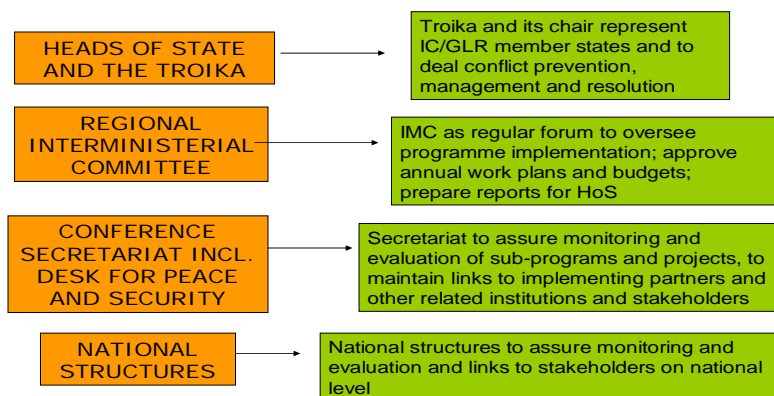 HEADS OF STATE
AND THE TROIKA
Troika and its chair represent
IC/GLR member states and to
deal conflict prevention,
management and resolution
REGIONAL
INTERMINISTERIAL
COMMITTEE
IMC as regular forum to oversee
programme implementation; approve
annual work plans and budgets;
prepare reports for HoS
CONFERENCE
SECRETARIAT INCL.
DESK FOR PEACE
AND SECURITY
Secretariat to assure monitoring and
evaluation of sub-programs and projects, to
maintain links to implementing partners and
other related institutions and stakeholders
NATIONAL
STRUCTURES
National structures to assure monitoring and
evaluation and links to stakeholders on national
level